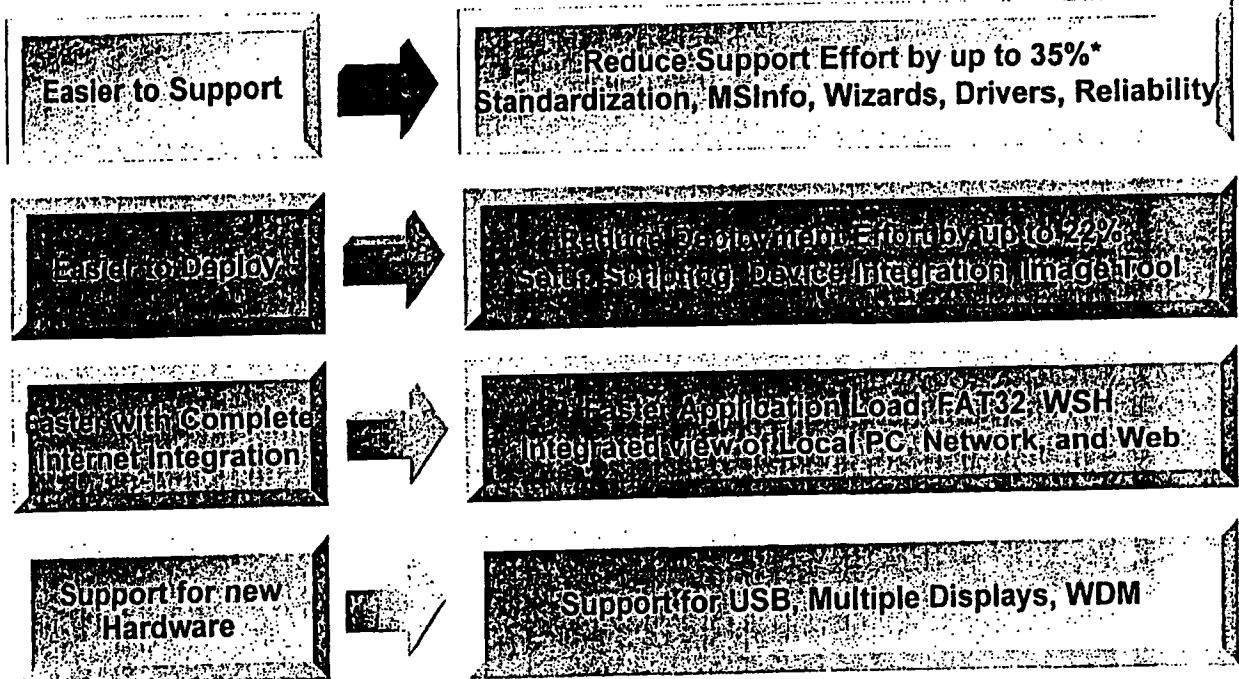 Easier to Support
Reduce Support Effort by up to 35%*
Standardization, MSInfo, Wizards, Drivers, Reliability
Easier to Deploy
Reduce Deployment Effort by up to 22%
Setup Scripting, Device Integration, Image Tool
Faster with Complete
Internet Integration
Faster Application Load, FAT32, WSH
Integrated view of Local PC, Network, and Web
Support for new
Hardware
Support for USB, Multiple Displays, WDM